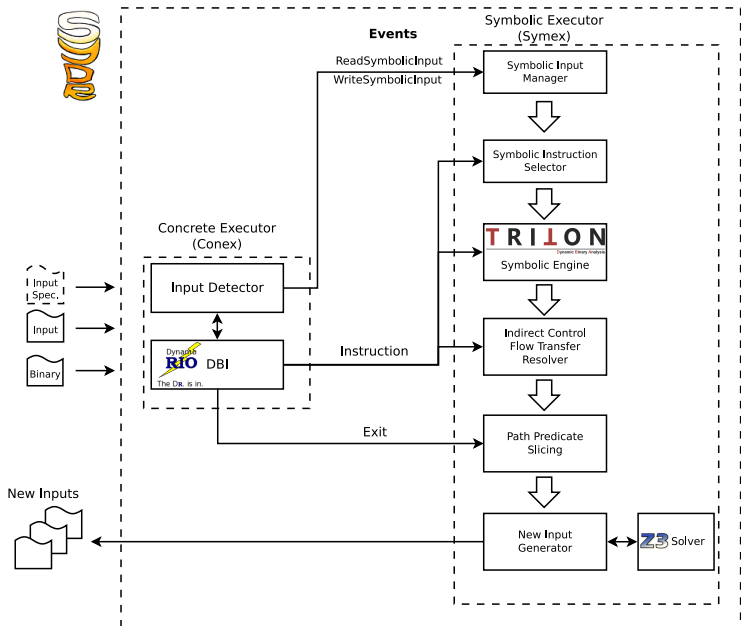 Sydr
Events
Symbolic Executor
(Symex)
ReadSymbolicInput
WriteSymbolicInput
Symbolic Input
Manager
Symbolic Instruction
Selector
TRITON
Dynamic Binary Analysis
Symbolic Engine
Concrete Executor
(Conex)
Input Detector
Input
Spec.
Input
Binary
Dynamo
RIO
DBI
The DR. is in.
Instruction
Indirect Control
Flow Transfer
Resolver
Exit
Path Predicate
Slicing
New Inputs
New Input
Generator
Z3 Solver